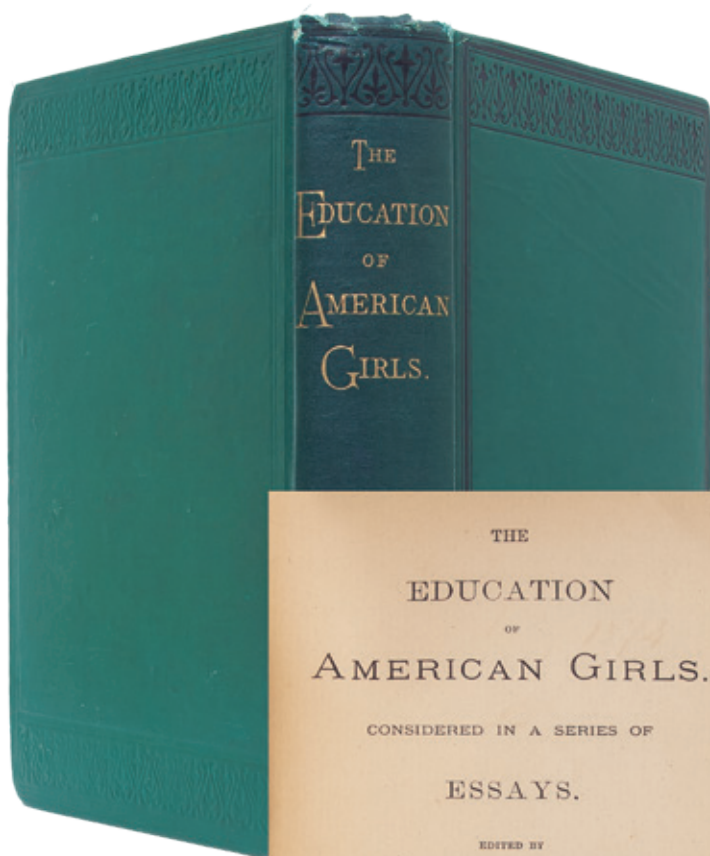 THE
EDUCATION
OF
AMERICAN
GIRLS.
THE
EDUCATION
OF
AMERICAN GIRLS.
CONSIDERED IN A SERIES OF
ESSAYS.
EDITED BY